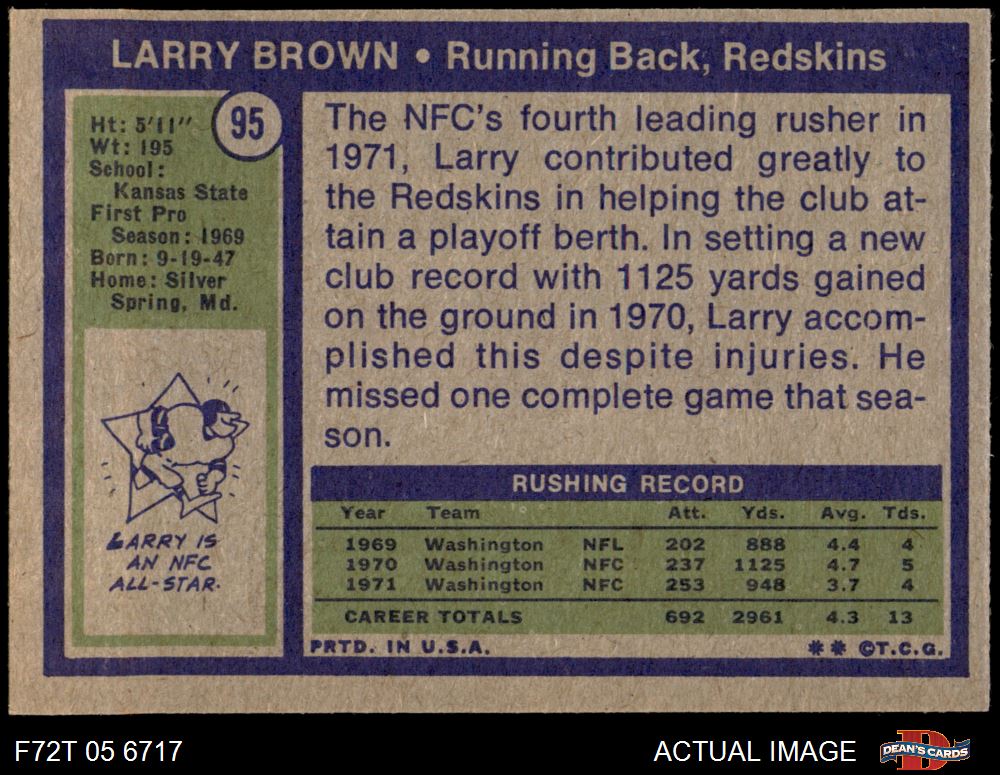 LARRY BROWN • Running Back, Redskins
95
Ht: 5'11"
Wt: 195
School:
Kansas State
First Pro
Season: 1969
Born: 9-19-47
Home: Silver
Spring, Md.
LARRY IS
AN NFC
ALL-STAR.
The NFC's fourth leading rusher in
1971, Larry contributed greatly to
the Redskins in helping the club at-
tain a playoff berth. In setting a new
club record with 1125 yards gained
on the ground in 1970, Larry accom-
plished this despite injuries. He
missed one complete game that sea-
son.
RUSHING RECORD
Year Team Att. Yds. Avg. Tds.
1969 Washington NFL 202 888 4.4 4
1970 Washington NFC 237 1125 4.7 5
1971 Washington NFC 253 948 3.7 4
CAREER TOTALS 692 2961 4.3 13
PRTD. IN U.S.A. ** ©T.C.G.
F72T 05 6717 ACTUAL IMAGE DEAN'S CARDS